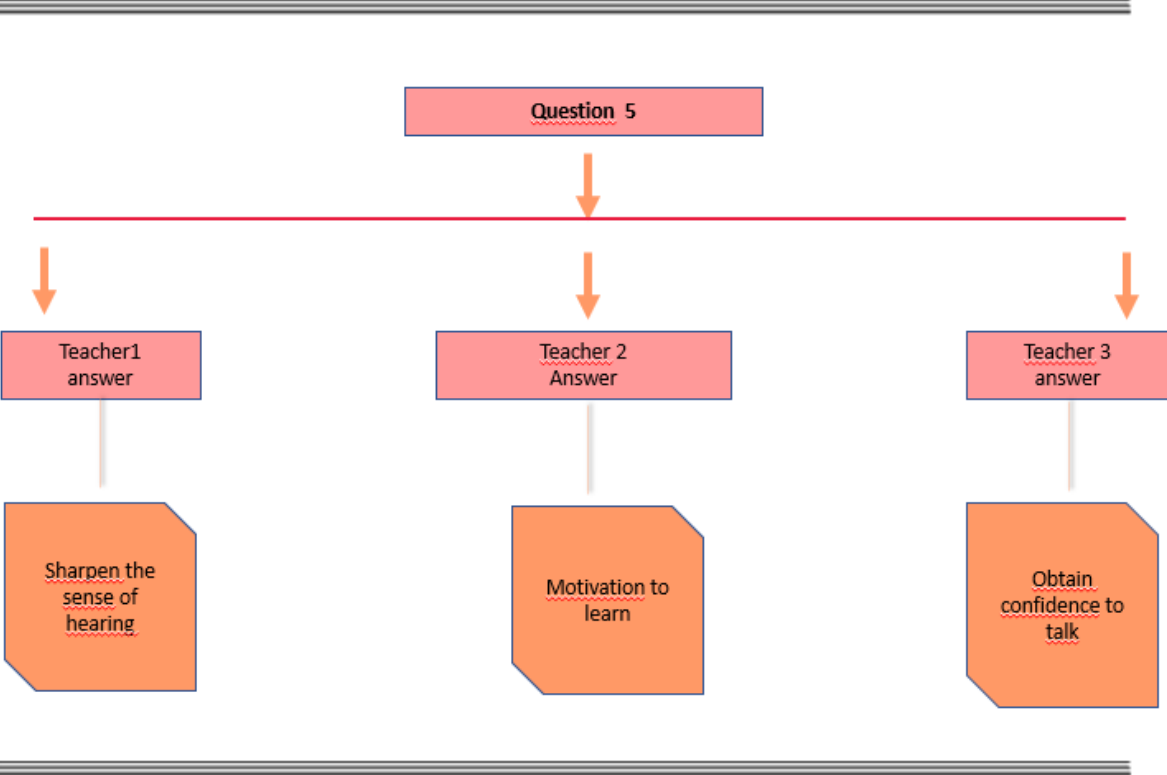 Question 5
Teacher1
answer
Teacher 2
Answer
Teacher 3
answer
Sharpen the
sense of
hearing
Motivation to
learn
Obtain
confidence to
talk